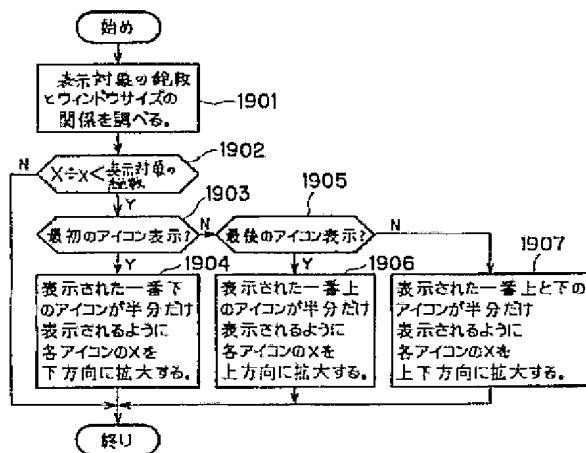 始め
表示対象の総数
とウィンドウサイズの
関係を調べる。
1901
1902
N
X÷x<表示対象の
総数
Y
1903
1905
最初のアイコン表示?
N
最後のアイコン表示?
N
Y
1904
Y
1906
1907
表示された一番下
のアイコンが半分だけ
表示されるように
各アイコンのxを
下方向に拡大する。
表示された一番上
のアイコンが半分だけ
表示されるように
各アイコンのxを
上方向に拡大する。
表示された一番上と下の
アイコンが半分だけ
表示されるように
各アイコンのxを
上下方向に拡大する。
終り